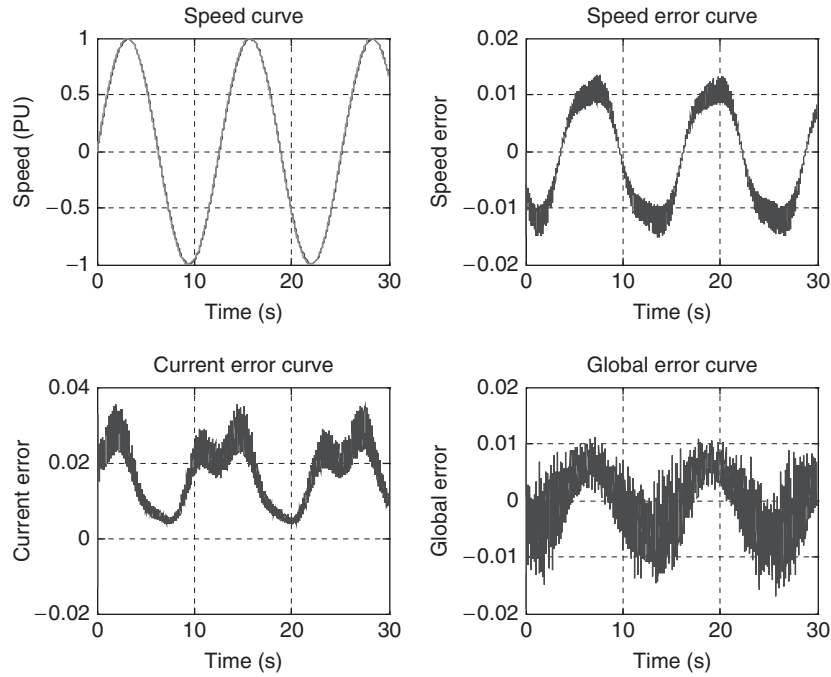 Speed curve
1
0.5
0
−0.5
−1
Speed (PU)
0 10 20 30
Time (s)
Speed error curve
0.02
0.01
0
−0.01
−0.02
Speed error
0 10 20 30
Time (s)
Current error curve
0.04
0.02
0
−0.02
Current error
0 10 20 30
Time (s)
Global error curve
0.02
0.01
0
−0.01
−0.02
Global error
0 10 20 30
Time (s)